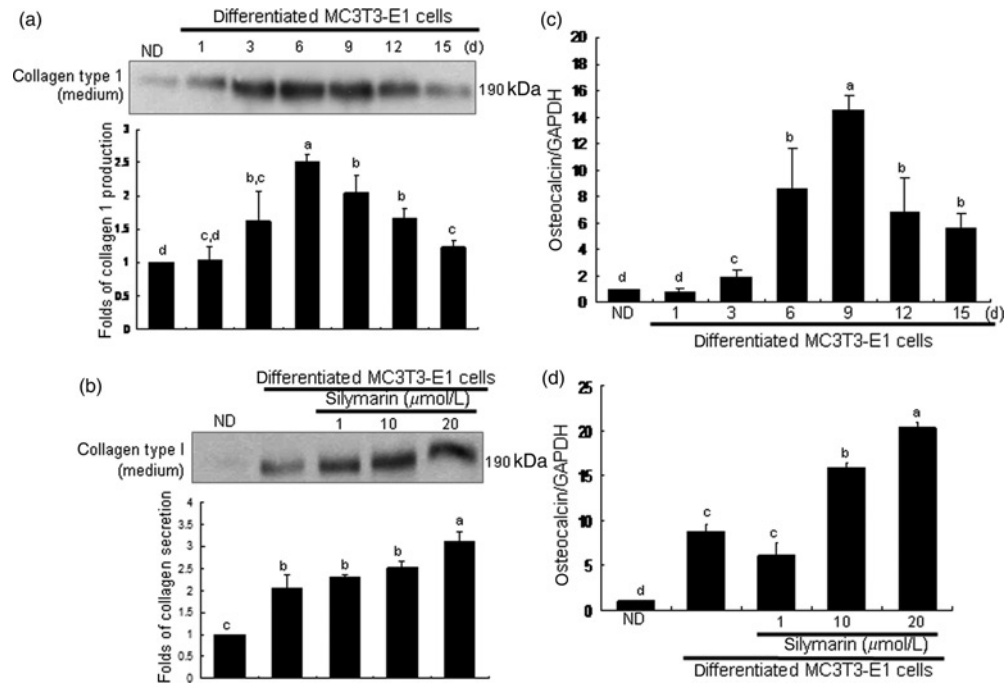 (a)
Differentiated MC3T3-E1 cells
ND 1 3 6 9 12 15 (d)
Collagen type 1
(medium)
190 kDa
Folds of collagen 1 production
3
2.5
2
1.5
1
0.5
0
d c,d b,c a b b c
(b)
Differentiated MC3T3-E1 cells
Silymarin (μmol/L)
ND 1 10 20
Collagen type I
(medium)
190 kDa
Folds of collagen secretion
4
3.5
3
2.5
2
1.5
1
0.5
0
c b b b a
(c)
Osteocalcin/GAPDH
20
18
16
14
12
10
8
6
4
2
0
d d c b a b b
ND 1 3 6 9 12 15 (d)
Differentiated MC3T3-E1 cells
(d)
Osteocalcin/GAPDH
25
20
15
10
5
0
d c c b a
ND 1 10 20
Silymarin (μmol/L)
Differentiated MC3T3-E1 cells